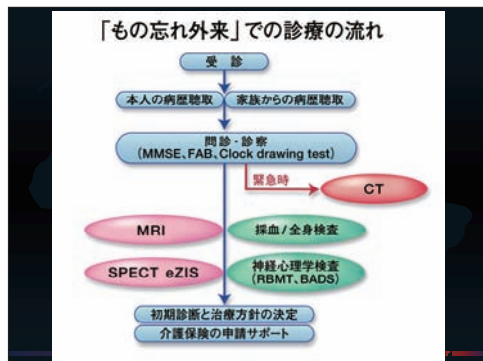 「もの忘れ外来」での診療の流れ
受 診
本人の病歴聴取
家族からの病歴聴取
問診・診察
(MMSE、FAB、Clock drawing test)
緊急時
CT
MRI
採血/全身検査
SPECT eZIS
神経心理学検査
(RBMT、BADS)
初期診断と治療方針の決定
介護保険の申請サポート